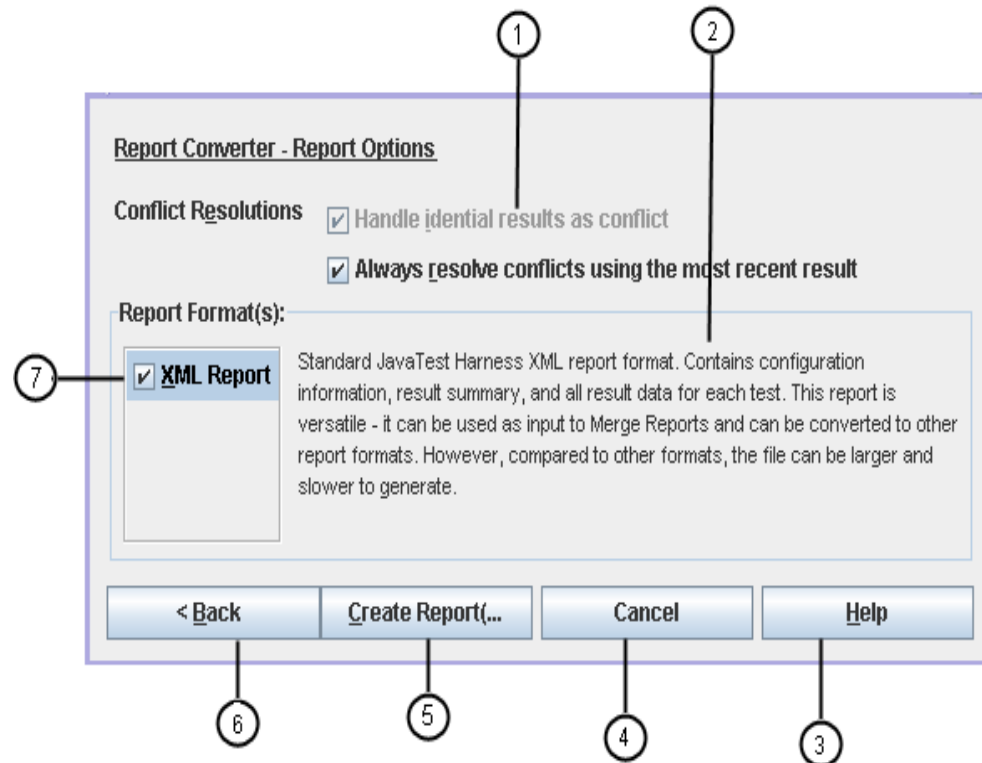 1
2
Report Converter - Report Options
Conflict Resolutions
Handle idential results as conflict
Always resolve conflicts using the most recent result
Report Format(s):
7
XML Report
Standard JavaTest Harness XML report format. Contains configuration
information, result summary, and all result data for each test. This report is
versatile - it can be used as input to Merge Reports and can be converted to other
report formats. However, compared to other formats, the file can be larger and
slower to generate.
< Back
Create Report(...
Cancel
Help
6
5
4
3